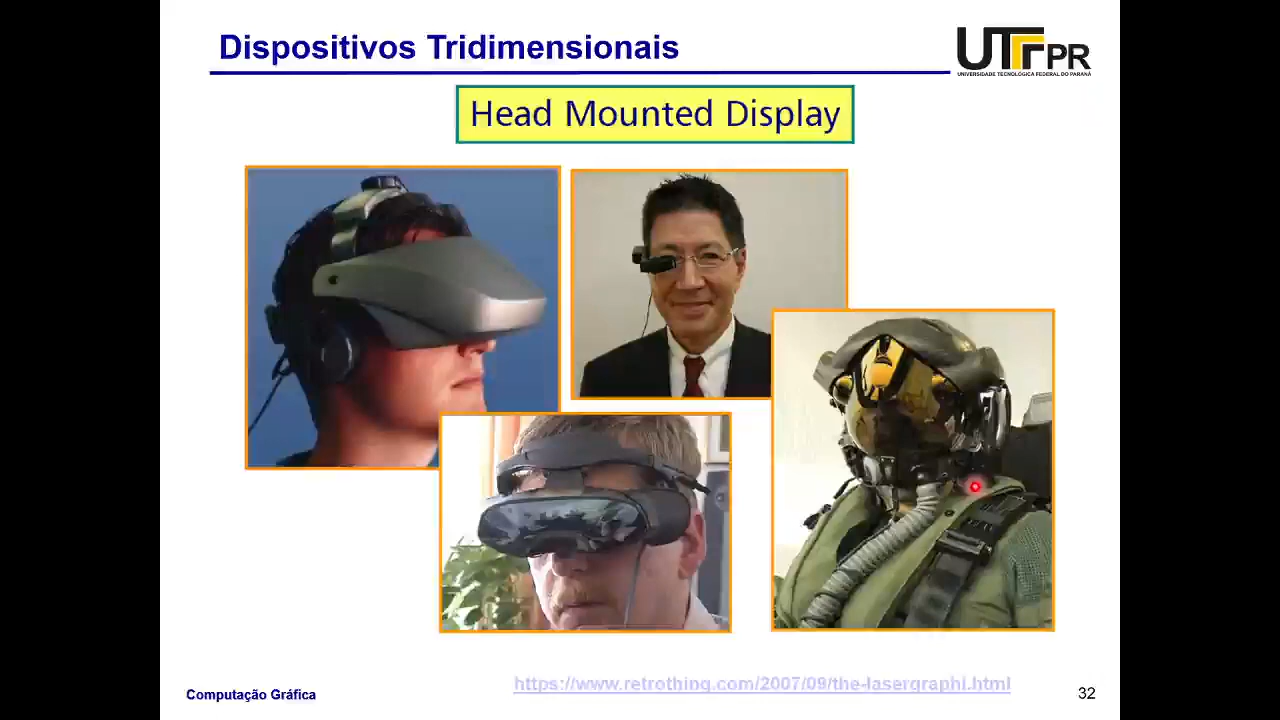 Dispositivos Tridimensionais
UTFPR
UNIVERSIDADE TECNOLÓGICA FEDERAL DO PARANÁ
Head Mounted Display
https://www.retrothing.com/2007/09/the-lasergraphi.html
Computação Gráfica
32